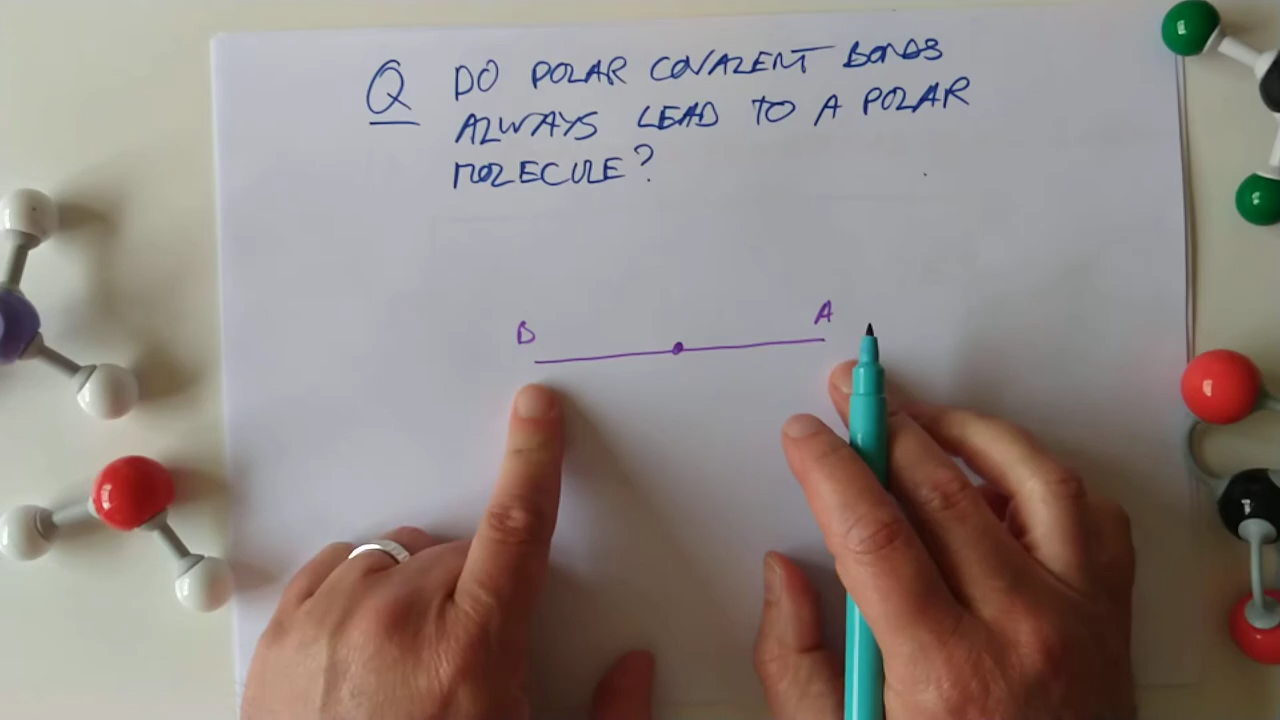 Q DO POLAR COVALENT BONDS
ALWAYS LEAD TO A POLAR
MOLECULE?
B A